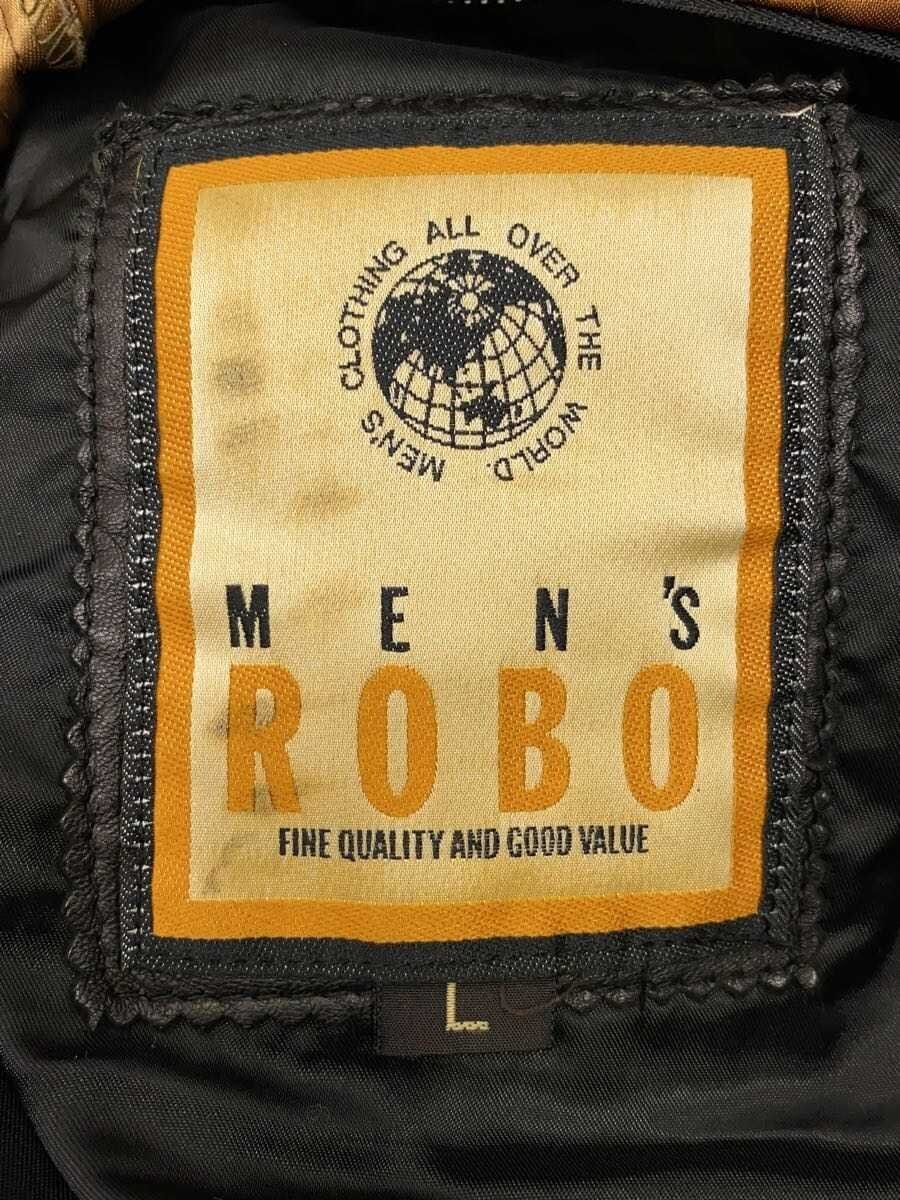 MEN'S CLOTHING ALL OVER THE WORLD.
MEN'S
ROBO
FINE QUALITY AND GOOD VALUE
L